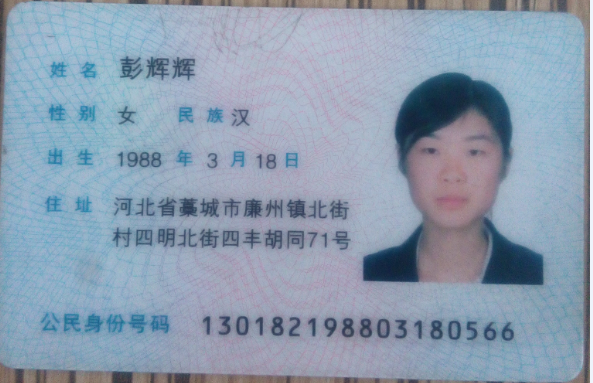 姓名 彭辉辉
性别 女 民族 汉
出生 1988 年 3 月 18 日
住址 河北省藁城市廉州镇北街
村四明北街四丰胡同71号
公民身份号码 130182198803180566